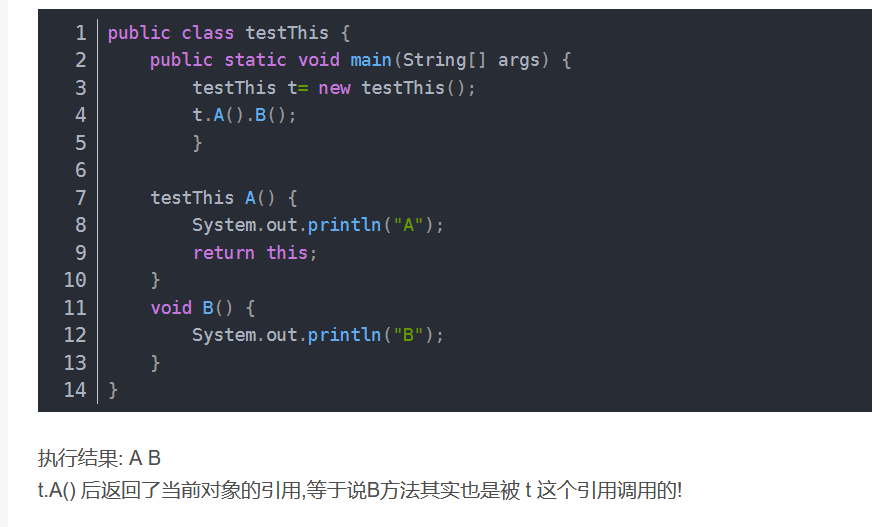 1 public class testThis {
2     public static void main(String[] args) {
3         testThis t= new testThis();
4         t.A().B();
5         }
6
7     testThis A() {
8         System.out.println("A");
9         return this;
10     }
11     void B() {
12         System.out.println("B");
13     }
14 }
执行结果: A B
t.A() 后返回了当前对象的引用,等于说B方法其实也是被 t 这个引用调用的!